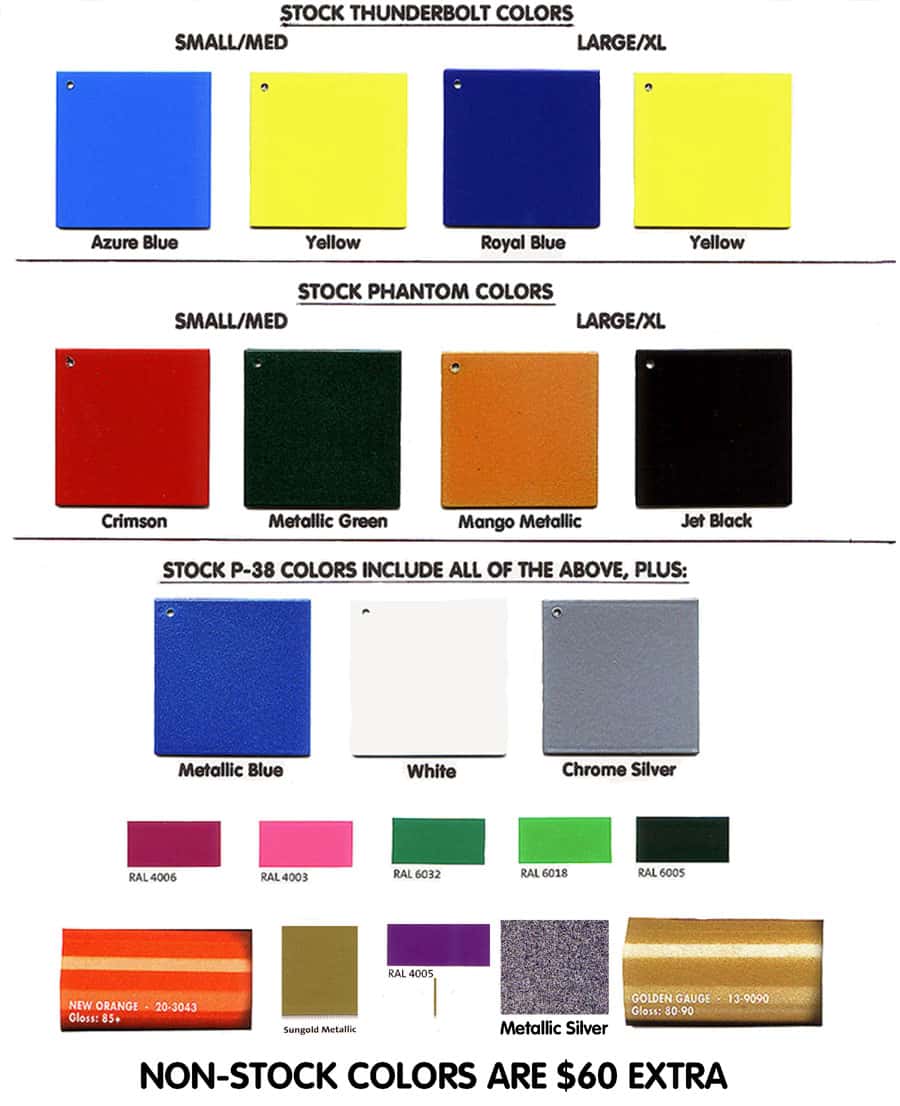 STOCK THUNDERBOLT COLORS
SMALL/MED LARGE/XL
Azure Blue Yellow Royal Blue Yellow
STOCK PHANTOM COLORS
SMALL/MED LARGE/XL
Crimson Metallic Green Mango Metallic Jet Black
STOCK P-38 COLORS INCLUDE ALL OF THE ABOVE, PLUS:
Metallic Blue White Chrome Silver
RAL 4006 RAL 4003 RAL 6032 RAL 6018 RAL 6005
NEW ORANGE - 20-3043
Gloss: 85+
Sungold Metallic
RAL 4005
Metallic Silver
GOLDEN GAUGE - 13-9090
Gloss: 80-90
NON-STOCK COLORS ARE $60 EXTRA